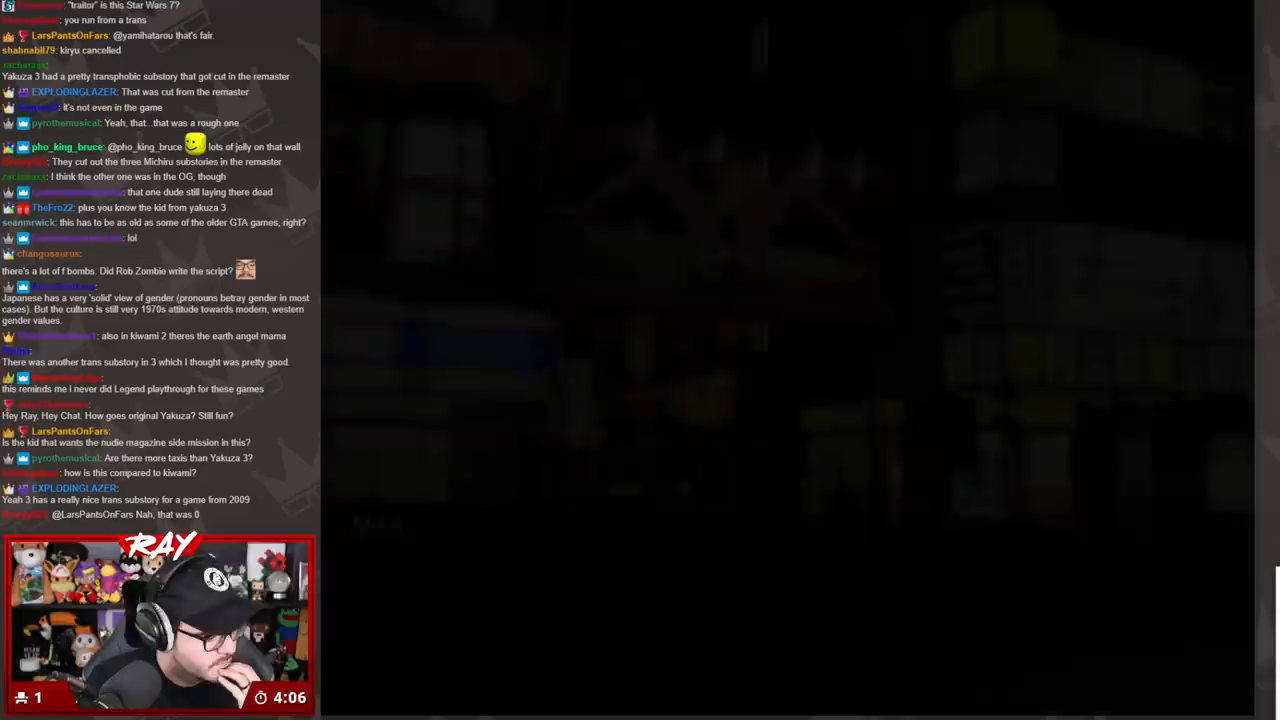 "traitor" is this Star Wars 7?
you run from a trans
LarsPantsOnFars: @yamihatarou that's fair.
shahnabil79: kiryu cancelled
Yakuza 3 had a pretty transphobic substory that got cut in the remaster
EXPLODINGLAZER: That was cut from the remaster
it's not even in the game
pyrothemusical: Yeah, that...that was a rough one
pho_king_bruce: @pho_king_bruce lots of jelly on that wall
They cut out the three Michiru substories in the remaster
I think the other one was in the OG, though
that one dude still laying there dead
TheFro22: plus you know the kid from yakuza 3
seanmrwick: this has to be as old as some of the older GTA games, right?
lol
changosaurus:
there's a lot of f bombs. Did Rob Zombie write the script?
Japanese has a very 'solid' view of gender (pronouns betray gender in most
cases). But the culture is still very 1970s attitude towards modern, western
gender values.
also in kiwami 2 theres the earth angel mama
There was another trans substory in 3 which I thought was pretty good.
this reminds me i never did Legend playthrough for these games
Hey Ray, Hey Chat. How goes original Yakuza? Still fun?
LarsPantsOnFars:
Is the kid that wants the nudie magazine side mission in this?
pyrothemusical: Are there more taxis than Yakuza 3?
how is this compared to kiwami?
EXPLODINGLAZER:
Yeah 3 has a really nice trans substory for a game from 2009
@LarsPantsOnFars Nah, that was 0
RAY
1
4:06